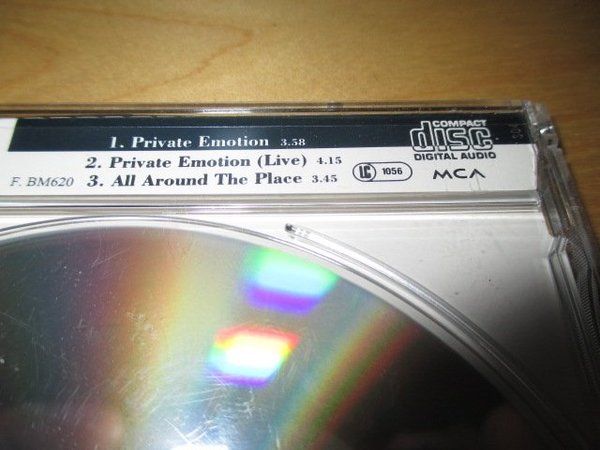 1. Private Emotion 3.58
2. Private Emotion (Live) 4.15
F. BM620 3. All Around The Place 3.45
LC 1056
COMPACT
disc
DIGITAL AUDIO
MCA